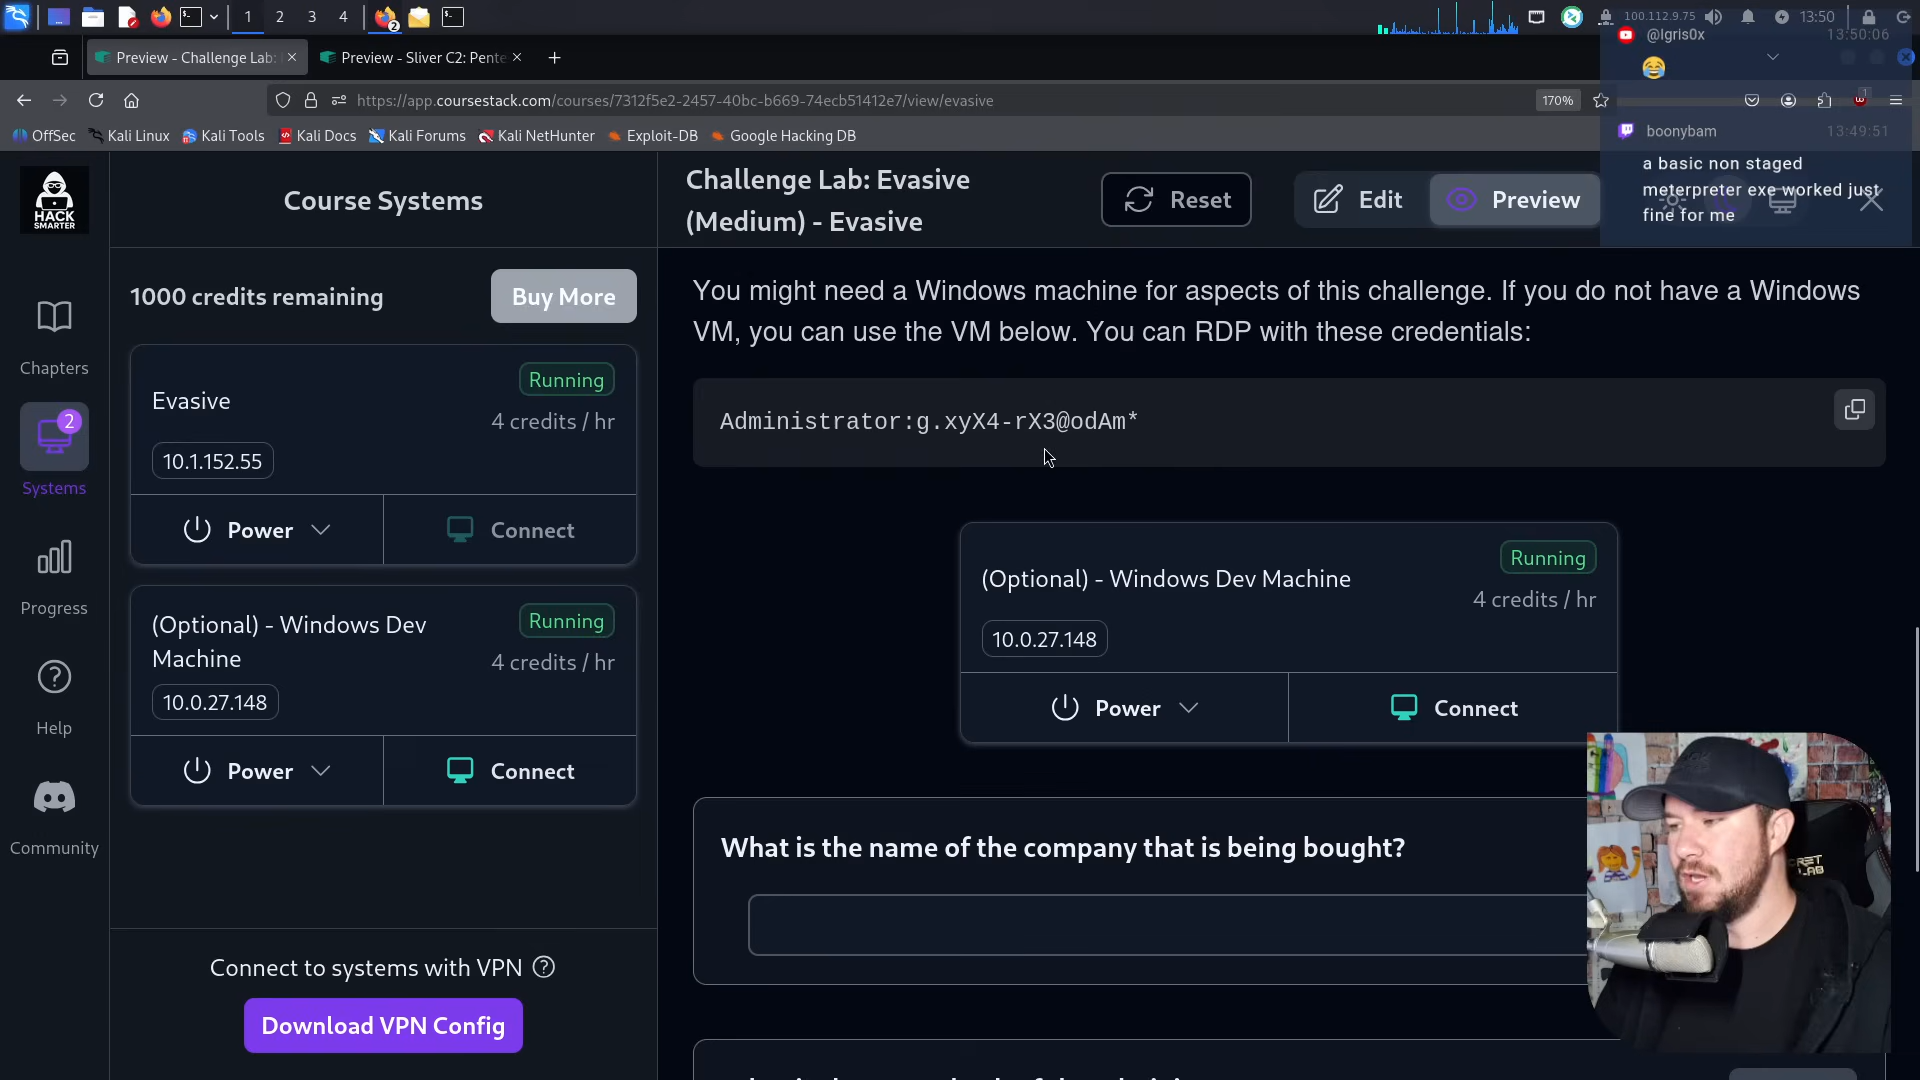 1
2
3
4
2
100.112.9.75
13:50
Preview - Challenge Lab:
Preview - Sliver C2: Pente
https://app.coursestack.com/courses/7312f5e2-2457-40bc-b669-74ecb51412e7/view/evasive
170%
1
OffSec
Kali Linux
Kali Tools
Kali Docs
Kali Forums
Kali NetHunter
Exploit-DB
Google Hacking DB
@Igris0x
13:50:06
boonybam
13:49:51
a basic non staged
meterpreter exe worked just
fine for me
HACK
SMARTER
Chapters
2
Systems
Progress
Help
Community
Course Systems
1000 credits remaining
Buy More
Evasive
Running
4 credits / hr
10.1.152.55
Power
Connect
(Optional) - Windows Dev
Machine
Running
4 credits / hr
10.0.27.148
Power
Connect
Connect to systems with VPN
Download VPN Config
Challenge Lab: Evasive
(Medium) - Evasive
Reset
Edit
Preview
You might need a Windows machine for aspects of this challenge. If you do not have a Windows
VM, you can use the VM below. You can RDP with these credentials:
Administrator:g.xyX4-rX3@odAm*
(Optional) - Windows Dev Machine
Running
4 credits / hr
10.0.27.148
Power
Connect
What is the name of the company that is being bought?